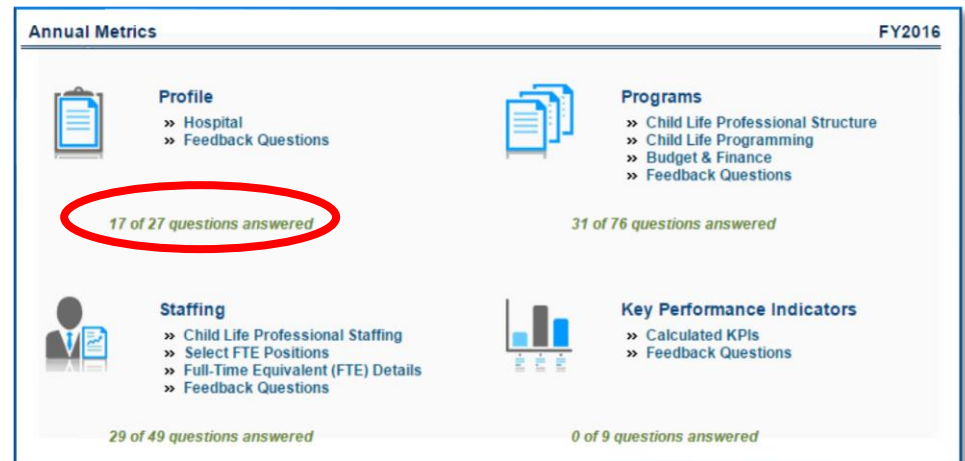 Annual Metrics FY2016
Profile
» Hospital
» Feedback Questions
17 of 27 questions answered
Programs
» Child Life Professional Structure
» Child Life Programming
» Budget & Finance
» Feedback Questions
31 of 76 questions answered
Staffing
» Child Life Professional Staffing
» Select FTE Positions
» Full-Time Equivalent (FTE) Details
» Feedback Questions
29 of 49 questions answered
Key Performance Indicators
» Calculated KPIs
» Feedback Questions
0 of 9 questions answered